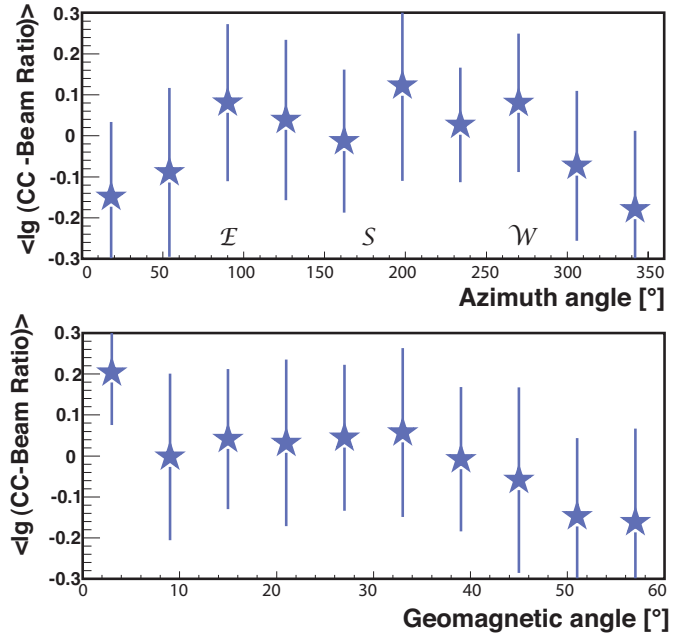 <lg (CC -Beam Ratio)>
0.3
0.2
0.1
0
-0.1
-0.2
-0.3
E S W
0 50 100 150 200 250 300 350
Azimuth angle [°]
<lg (CC-Beam Ratio)>
0.3
0.2
0.1
0
-0.1
-0.2
-0.3
0 10 20 30 40 50 60
Geomagnetic angle [°]